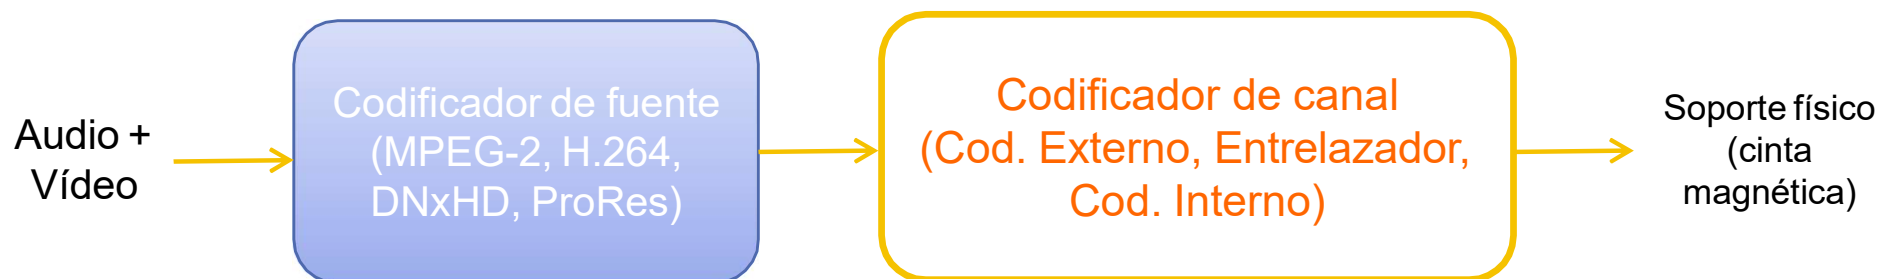 Audio +
Vídeo
Codificador de fuente
(MPEG-2, H.264,
DNxHD, ProRes)
Codificador de canal
(Cod. Externo, Entrelazador,
Cod. Interno)
Soporte físico
(cinta
magnética)